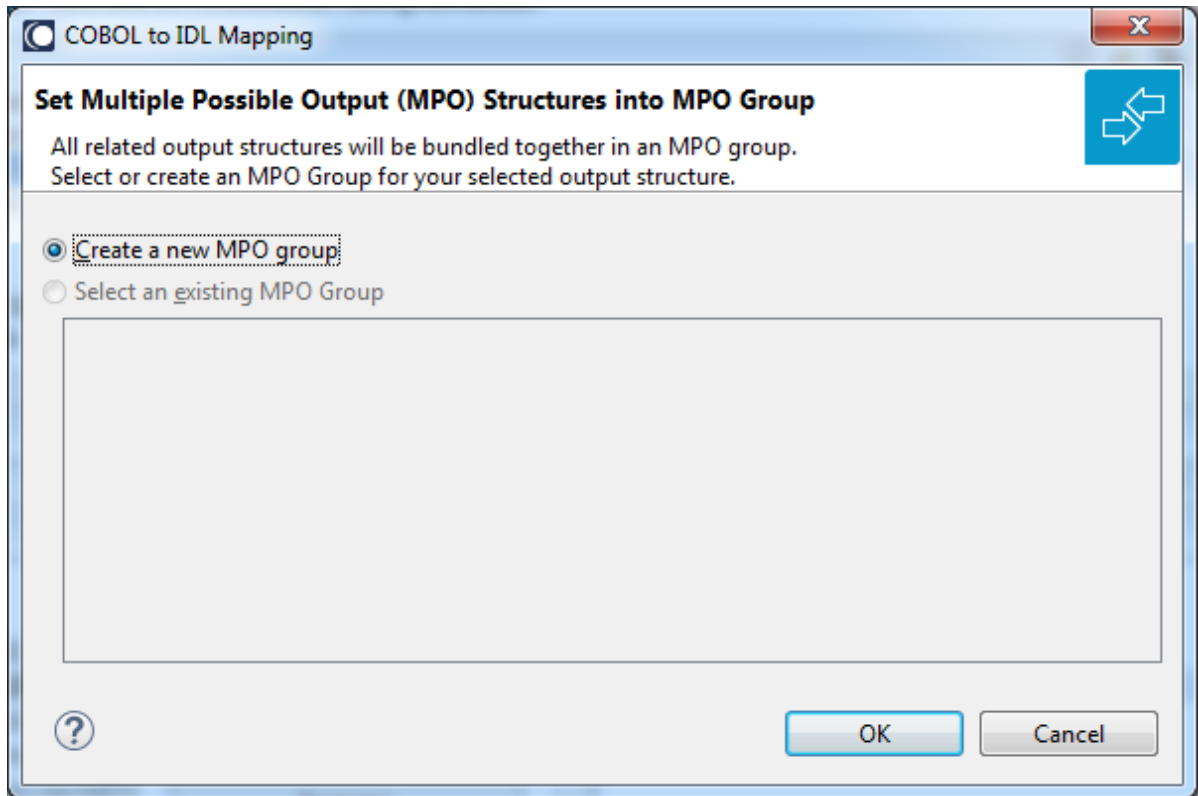 COBOL to IDL Mapping
Set Multiple Possible Output (MPO) Structures into MPO Group
All related output structures will be bundled together in an MPO group.
Select or create an MPO Group for your selected output structure.
Create a new MPO group
Select an existing MPO Group
?
OK
Cancel